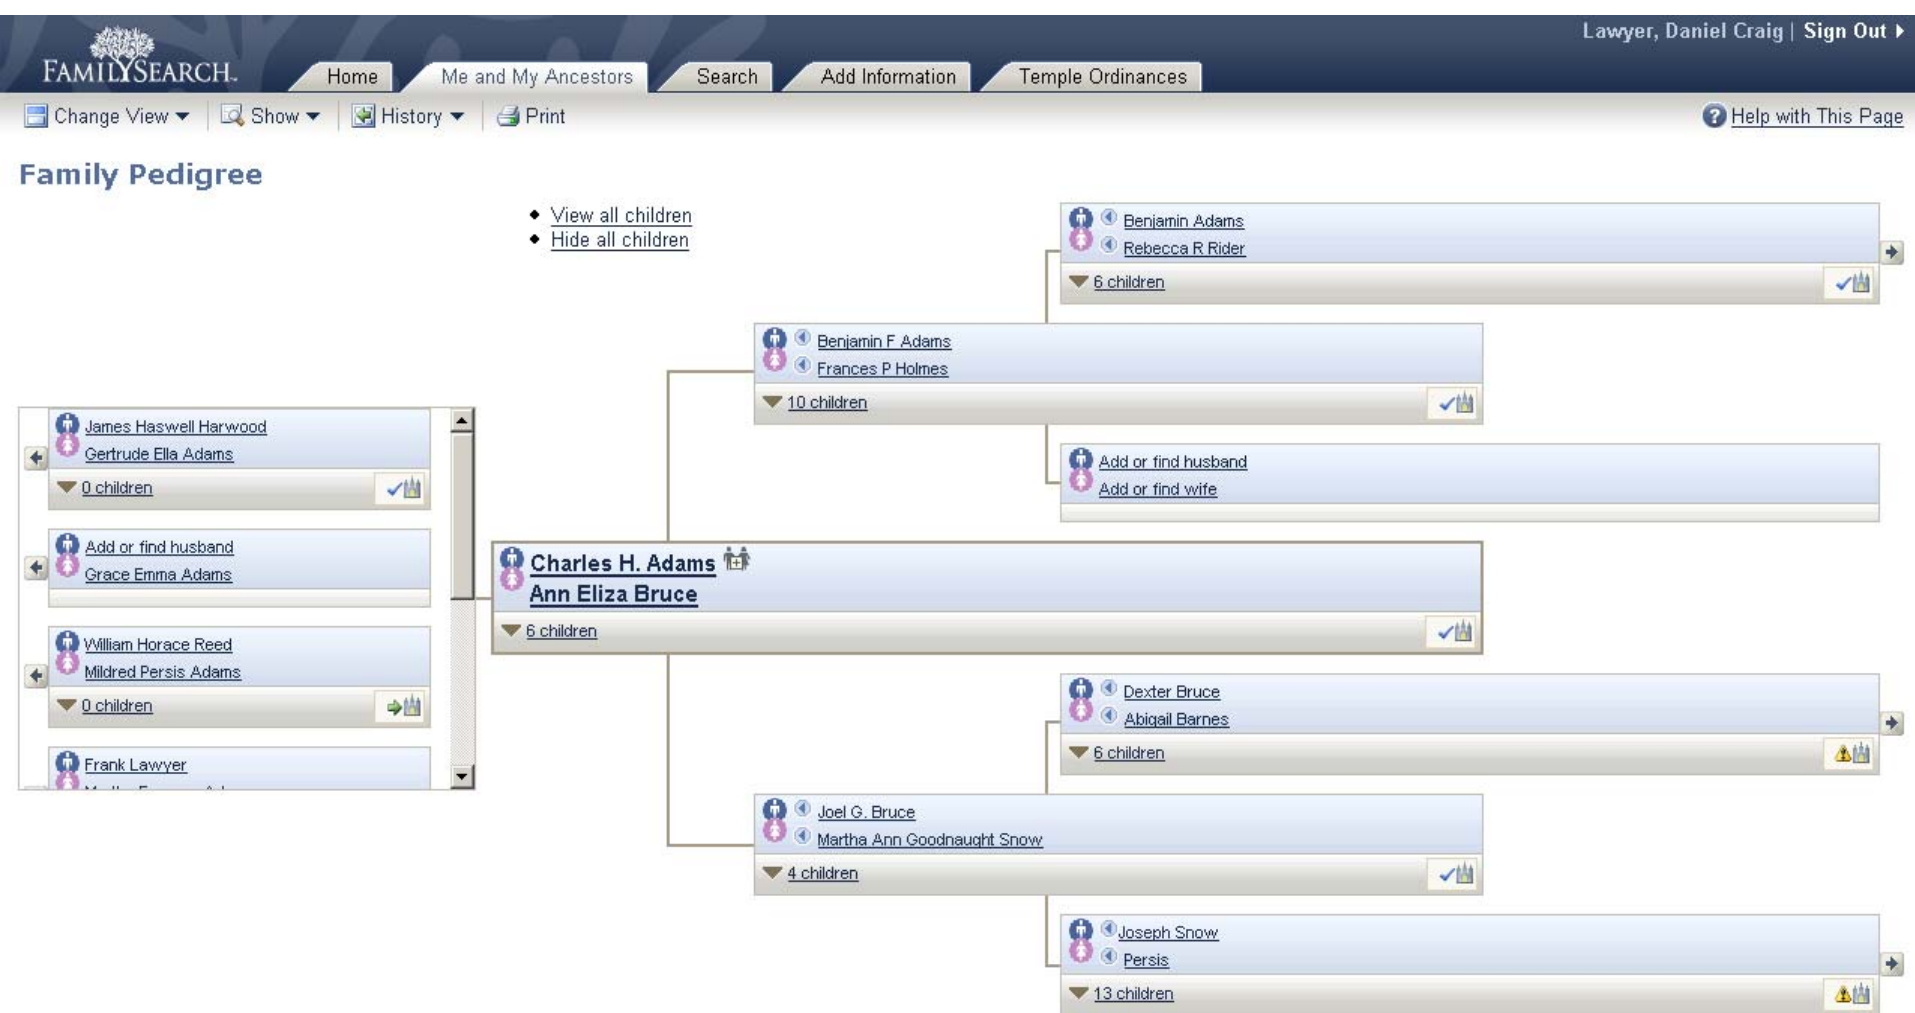 Lawyer, Daniel Craig | Sign Out
FAMILYSEARCH
Home
Me and My Ancestors
Search
Add Information
Temple Ordinances
Change View
Show
History
Print
Help with This Page
Family Pedigree
View all children
Hide all children
Benjamin Adams
Rebecca R Rider
6 children
Benjamin F Adams
Frances P Holmes
10 children
James Haswell Harwood
Gertrude Ella Adams
0 children
Add or find husband
Add or find wife
Add or find husband
Grace Emma Adams
Charles H. Adams
Ann Eliza Bruce
6 children
William Horace Reed
Mildred Persis Adams
0 children
Dexter Bruce
Abigail Barnes
6 children
Frank Lawyer
Joel G. Bruce
Martha Ann Goodnaught Snow
4 children
Joseph Snow
Persis
13 children